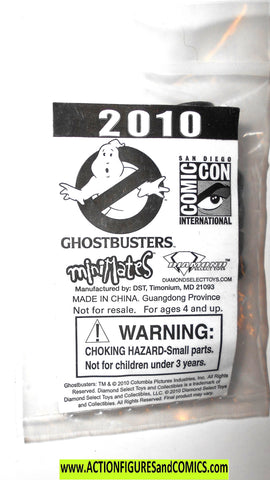 2010
SAN DIEGO
COMIC
CON
INTERNATIONAL
GHOSTBUSTERS™
MiniMates
DIAMOND
SELECT TOYS
DIAMONDSELECTTOYS.COM
Manufactured by: DST, Timonium, MD 21093
MADE IN CHINA. Guangdong Province
Not for resale. For ages 4 and up.
WARNING:
CHOKING HAZARD-Small parts.
Not for children under 3 years.
Ghostbusters: TM & © 2010 Columbia Pictures Industries, Inc. All Rights
Reserved. Diamond Select Toys and Collectibles is a trademark of
Diamond Select Toys and Collectibles, LLC. © 2010 Diamond Select Toys
and Collectibles. All Rights Reserved. Final product may vary.
www.ACTIONFIGURESandCOMICS.com